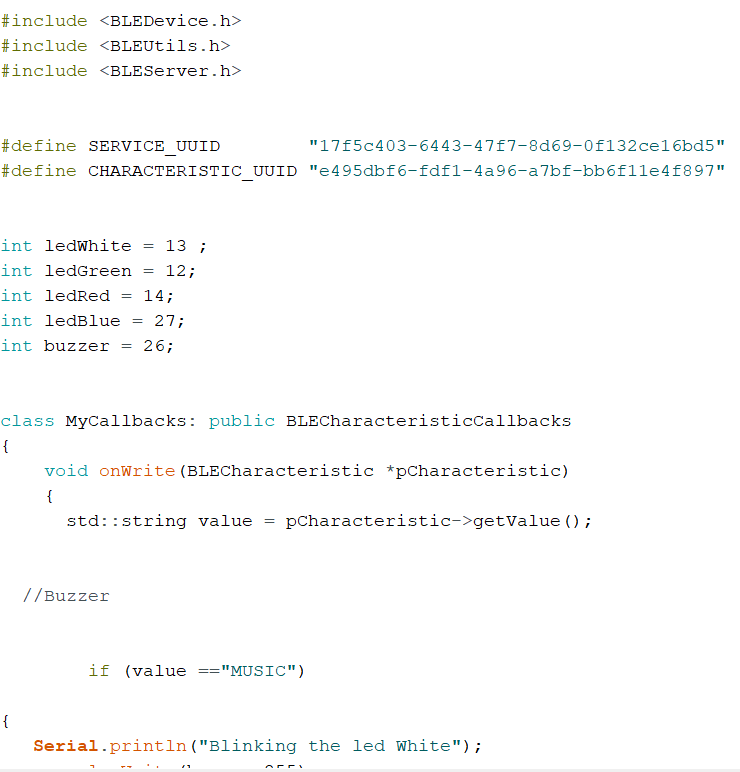 #include <BLEDevice.h>
#include <BLEUtils.h>
#include <BLEServer.h>
#define SERVICE_UUID        "17f5c403-6443-47f7-8d69-0f132ce16bd5"
#define CHARACTERISTIC_UUID "e495dbf6-fdf1-4a96-a7bf-bb6f11e4f897"
int ledWhite = 13 ;
int ledGreen = 12;
int ledRed = 14;
int ledBlue = 27;
int buzzer = 26;
class MyCallbacks: public BLECharacteristicCallbacks
{
    void onWrite(BLECharacteristic *pCharacteristic)
    {
      std::string value = pCharacteristic->getValue();
  //Buzzer
        if (value =="MUSIC")
{
   Serial.println("Blinking the led White");